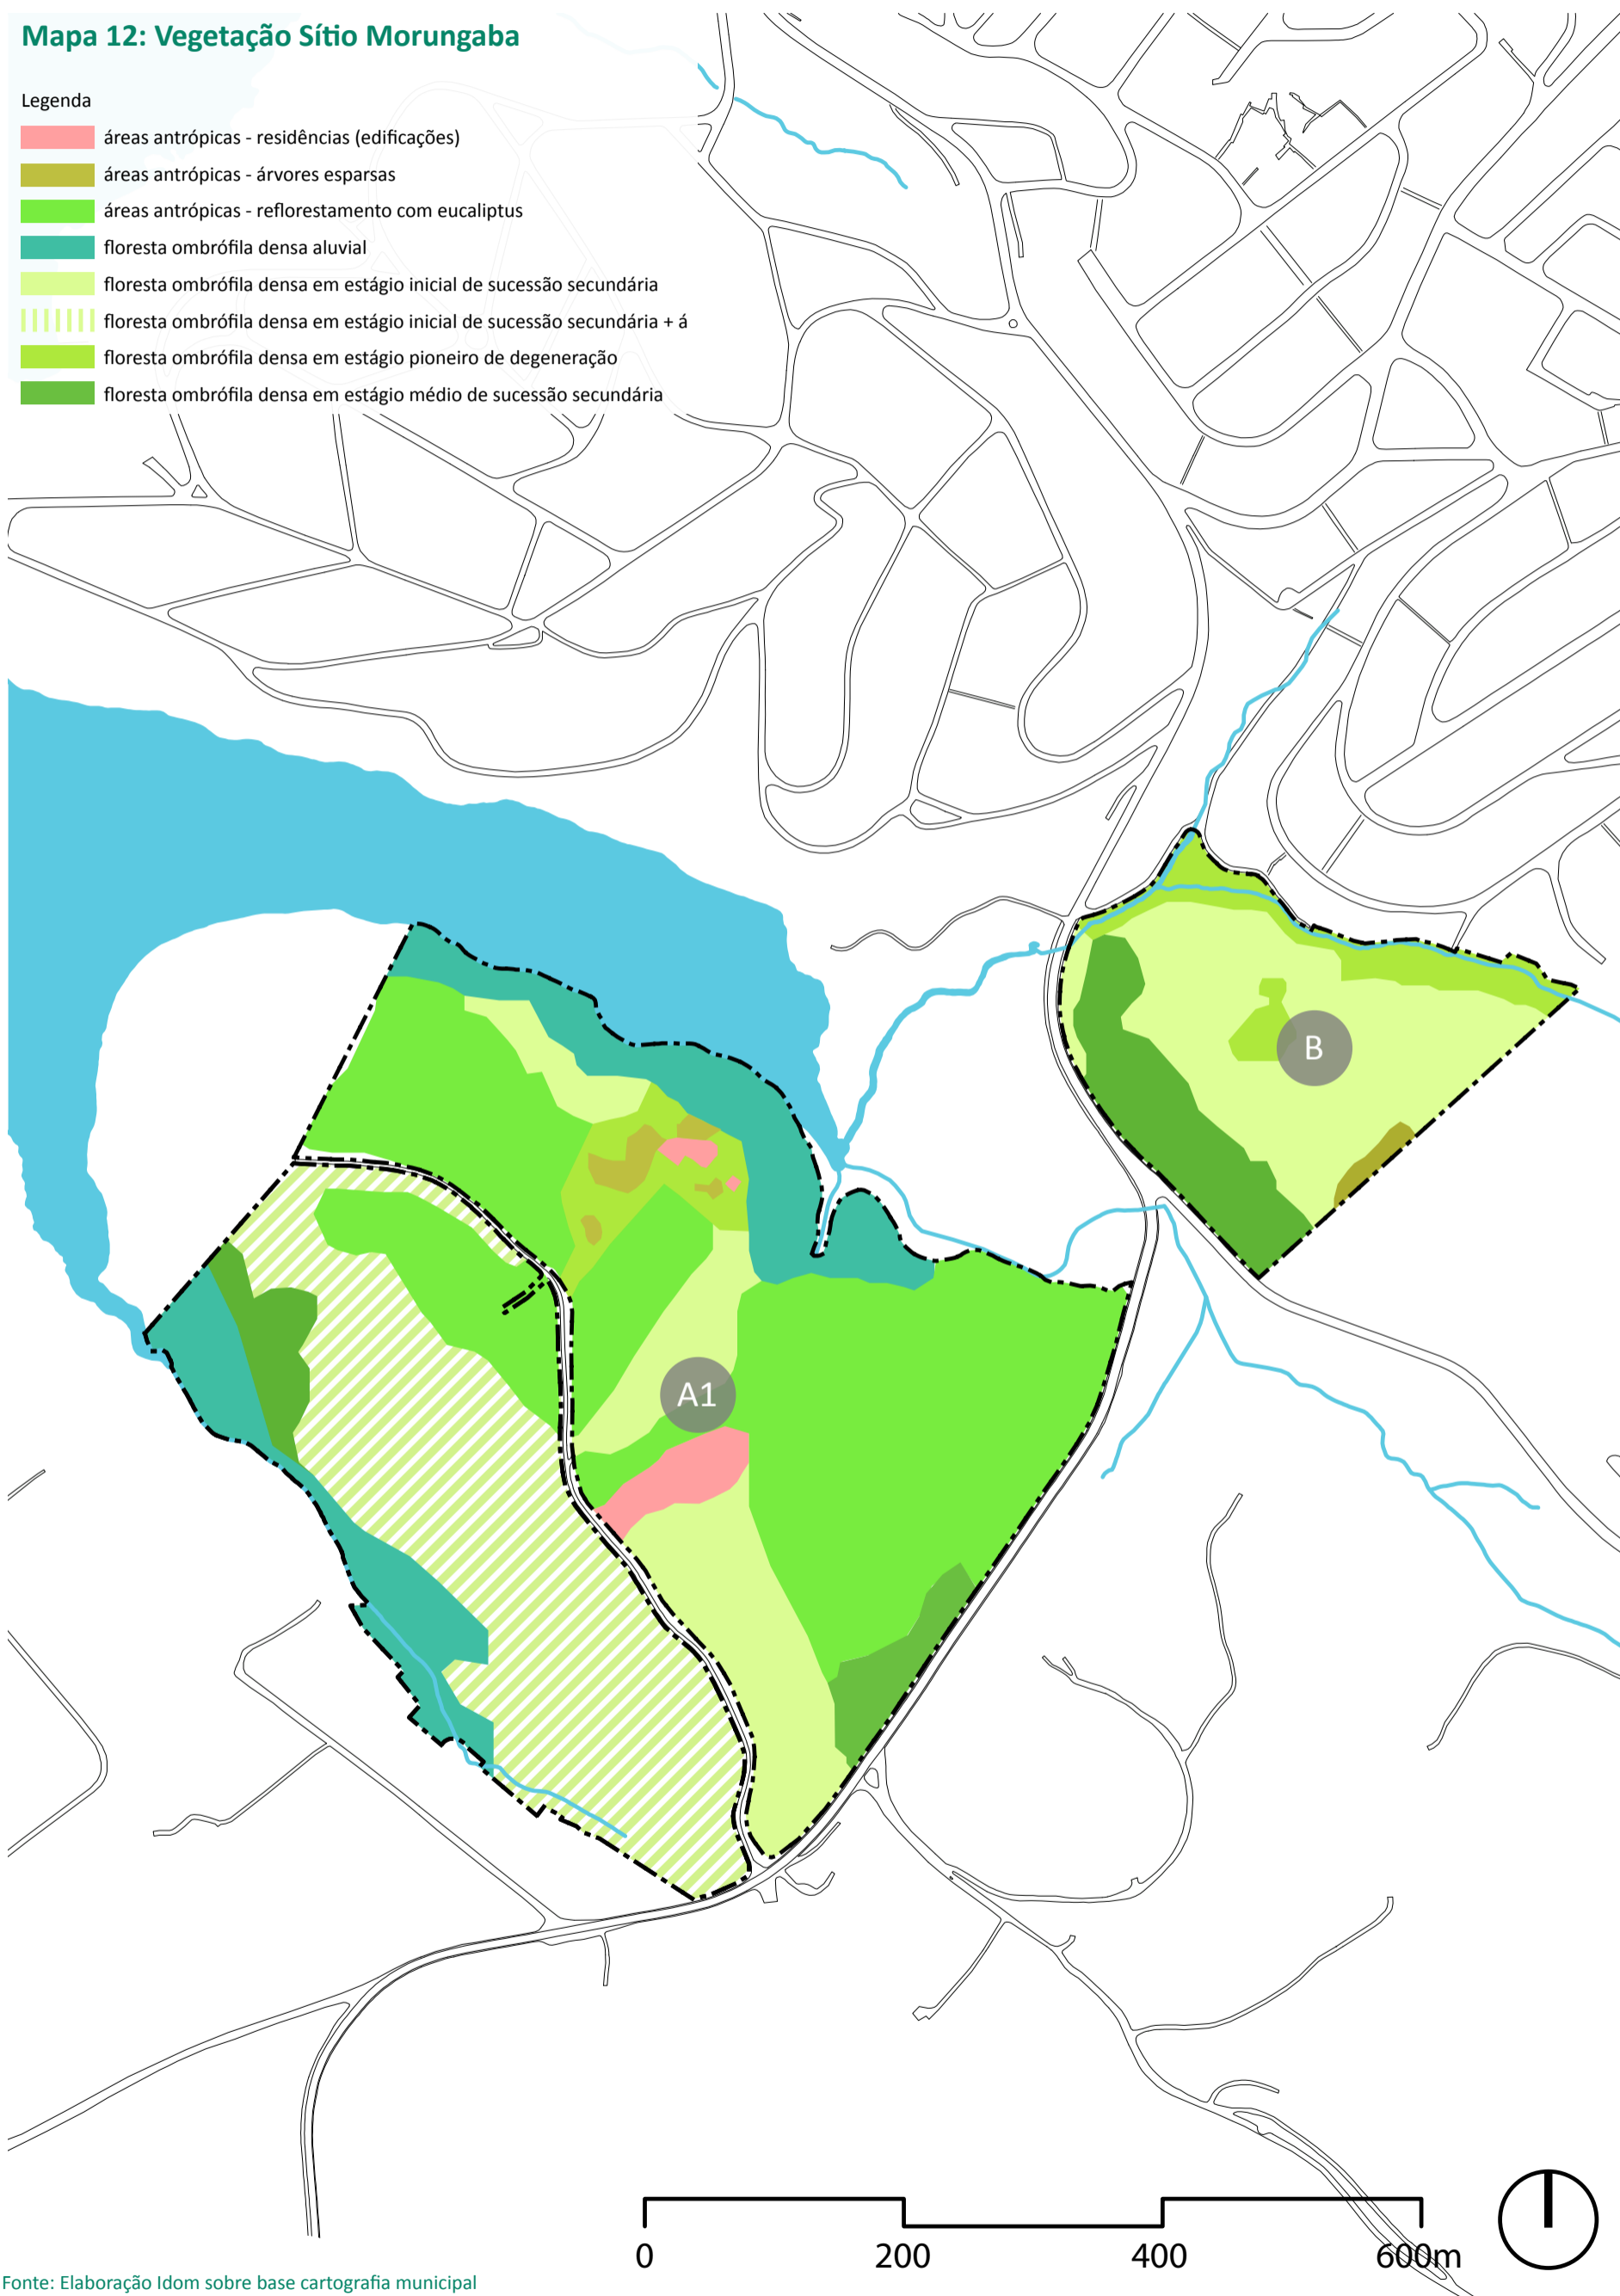 Mapa 12: Vegetação Sítio Morungaba
Legenda
áreas antrópicas - residências (edificações)
áreas antrópicas - árvores esparsas
áreas antrópicas - reflorestamento com eucaliptus
floresta ombrófila densa aluvial
floresta ombrófila densa em estágio inicial de sucessão secundária
floresta ombrófila densa em estágio inicial de sucessão secundária + á
floresta ombrófila densa em estágio pioneiro de degeneração
floresta ombrófila densa em estágio médio de sucessão secundária
B
A1
0 200 400 600m
Fonte: Elaboração Idom sobre base cartografia municipal